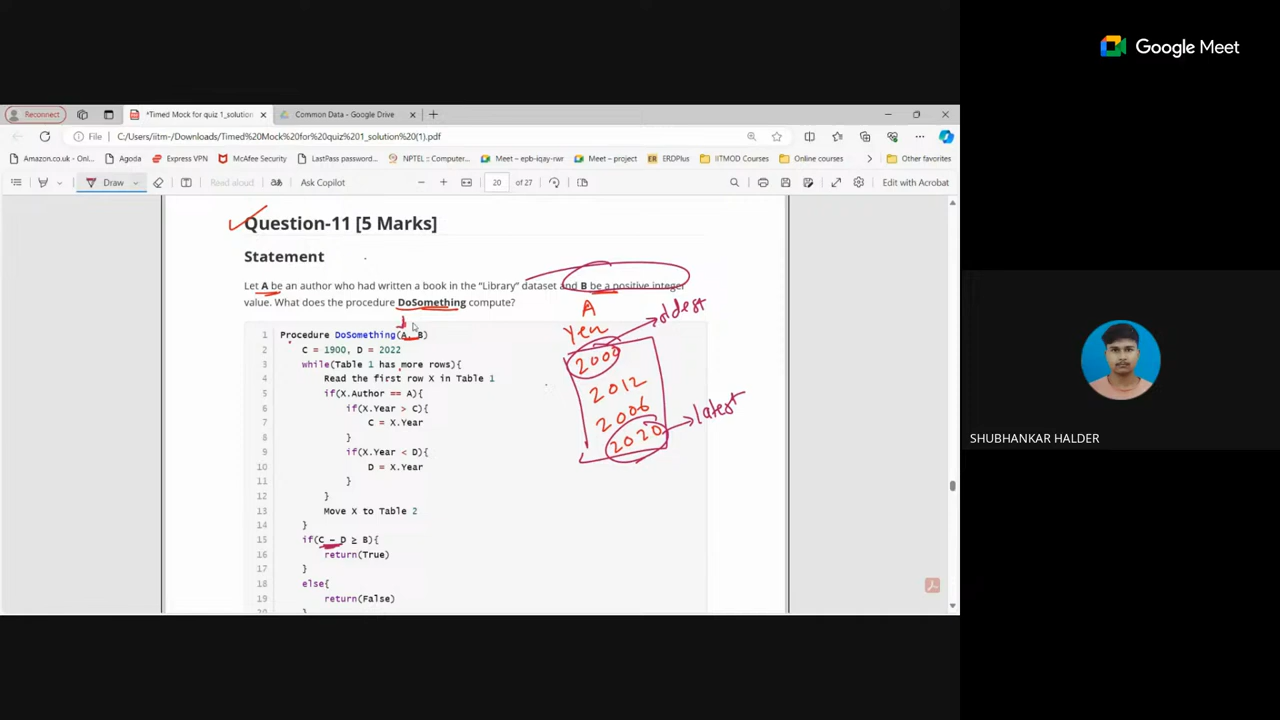 Google Meet
Reconnect
*Timed Mock for quiz 1_solution
Common Data - Google Drive
File
C:/Users/iitm-/Downloads/Timed%20Mock%20for%20quiz%201_solution%20(1).pdf
Amazon.co.uk - Onl...
Agoda
Express VPN
McAfee Security
LastPass password...
NPTEL :: Computer...
Meet – epb-iqay-rwr
Meet – project
ERDPlus
IITMOD Courses
Online courses
Other favorites
Draw
Read aloud
Ask Copilot
20
of 27
Edit with Acrobat
Question-11 [5 Marks]
Statement
Let A be an author who had written a book in the “Library” dataset and B be a positive integer
value. What does the procedure DoSomething compute?
A
Year
oldest
2000
2012
2006
2020
latest
1 Procedure DoSomething(A, B)
2 C = 1900, D = 2022
3 while(Table 1 has more rows){
4 Read the first row X in Table 1
5 if(X.Author == A){
6 if(X.Year > C){
7 C = X.Year
8 }
9 if(X.Year < D){
10 D = X.Year
11 }
12 }
13 Move X to Table 2
14 }
15 if(C - D ≥ B){
16 return(True)
17 }
18 else{
19 return(False)
SHUBHANKAR HALDER